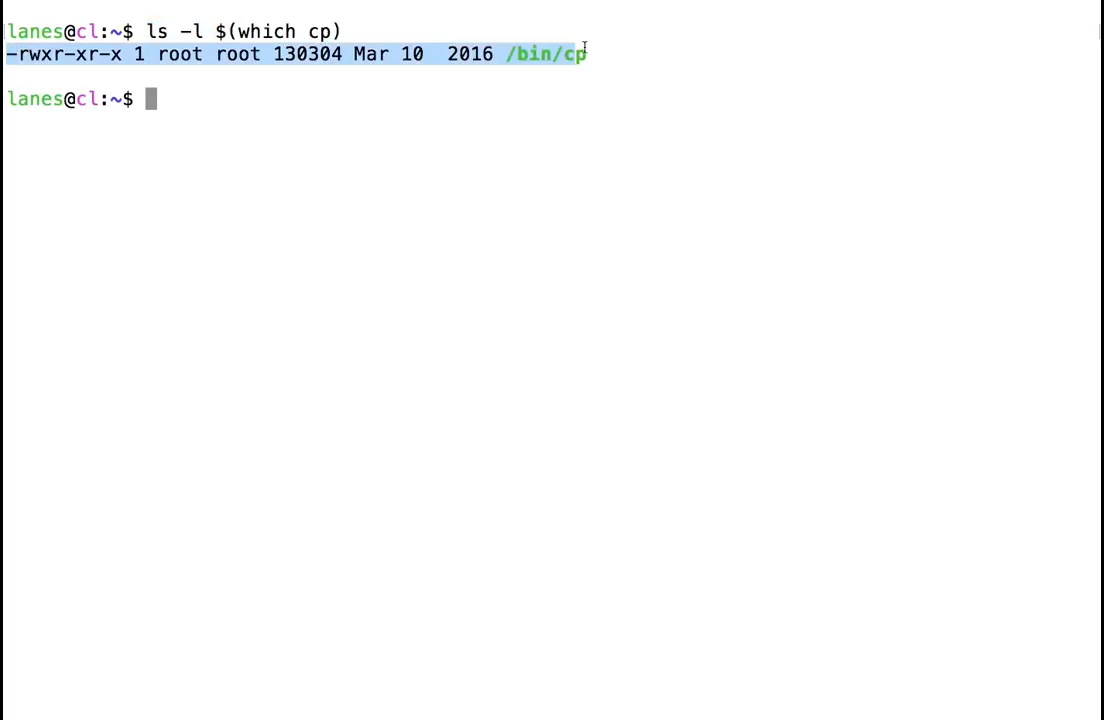 lanes@cl:~$ ls -l $(which cp)
-rwxr-xr-x 1 root root 130304 Mar 10  2016 /bin/cp
lanes@cl:~$